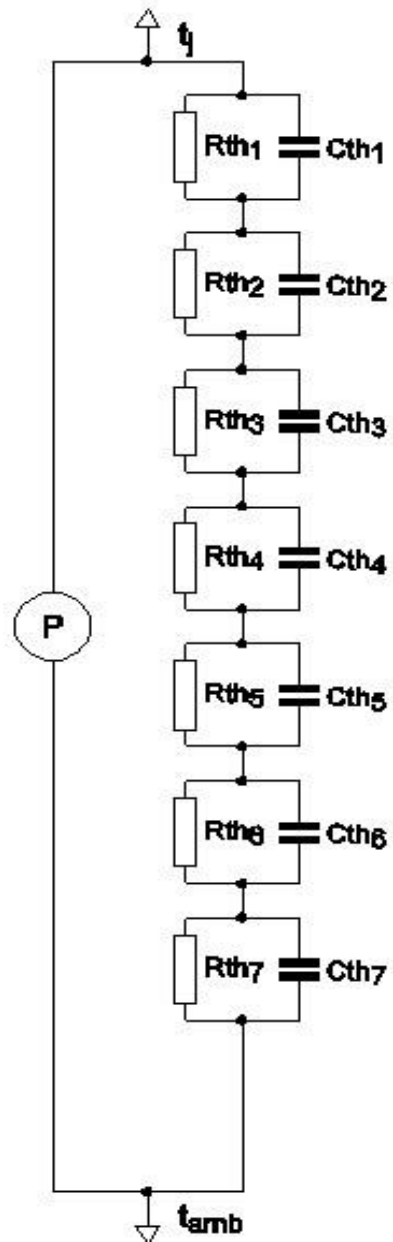 tj
Rth1 Cth1
Rth2 Cth2
Rth3 Cth3
Rth4 Cth4
P
Rth5 Cth5
Rth6 Cth6
Rth7 Cth7
tamb